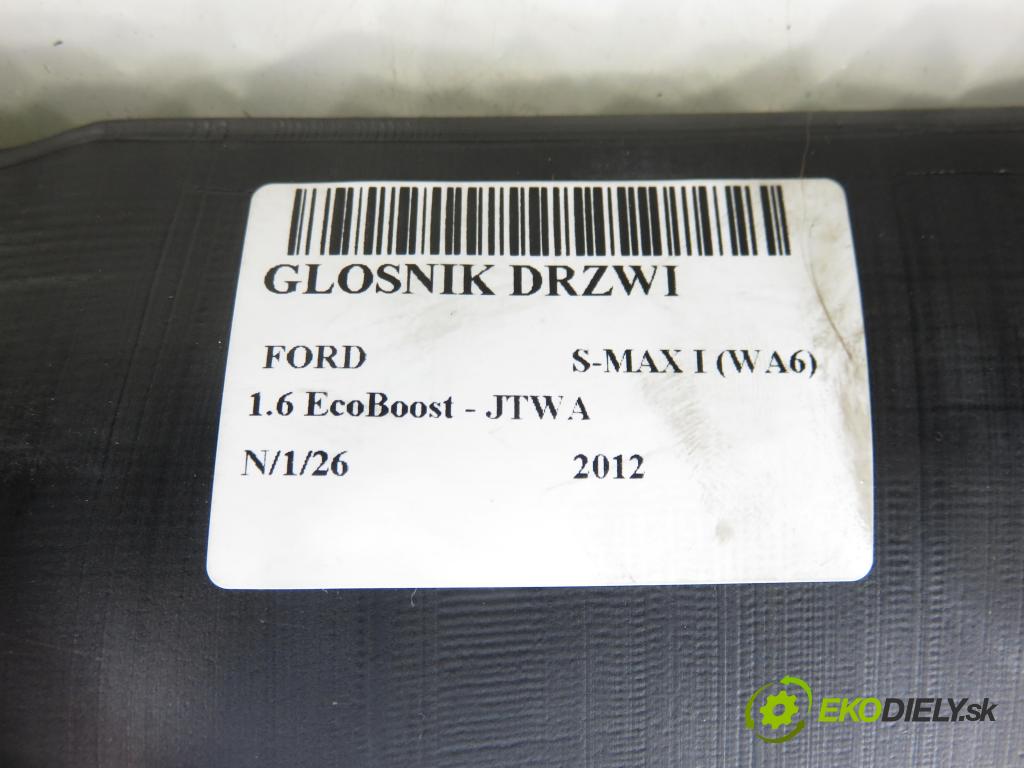 GLOSNIK DRZWI
FORD S-MAX I (WA6)
1.6 EcoBoost - JTWA
N/1/26 2012
EKODIELY.sk